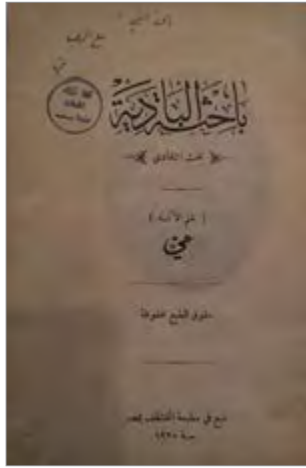 باحثة البادية
بحث انتقادي
( بقلم الآنسة )
مي
حقوق الطبع محفوظة
طبع في مطبعة المقتطف بمصر
سنة ١٩٢٠